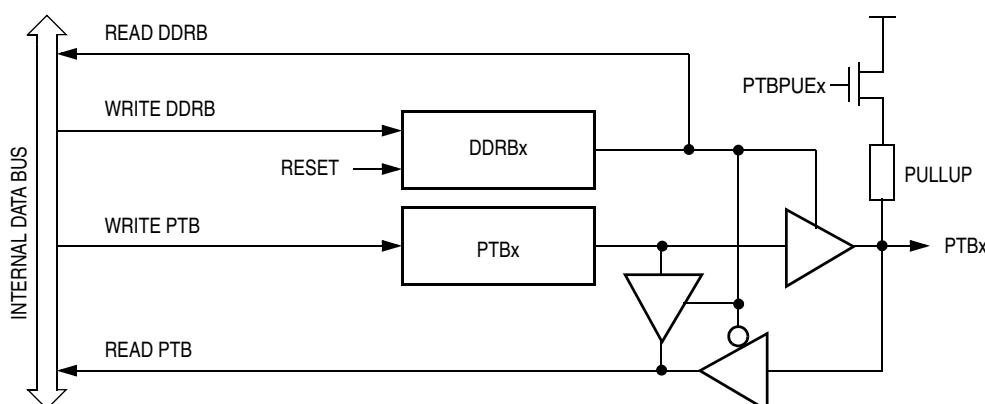 READ DDRB
PTBPUEx
WRITE DDRB
DDRBx
RESET
PULLUP
WRITE PTB
PTBx
PTBx
INTERNAL DATA BUS
READ PTB